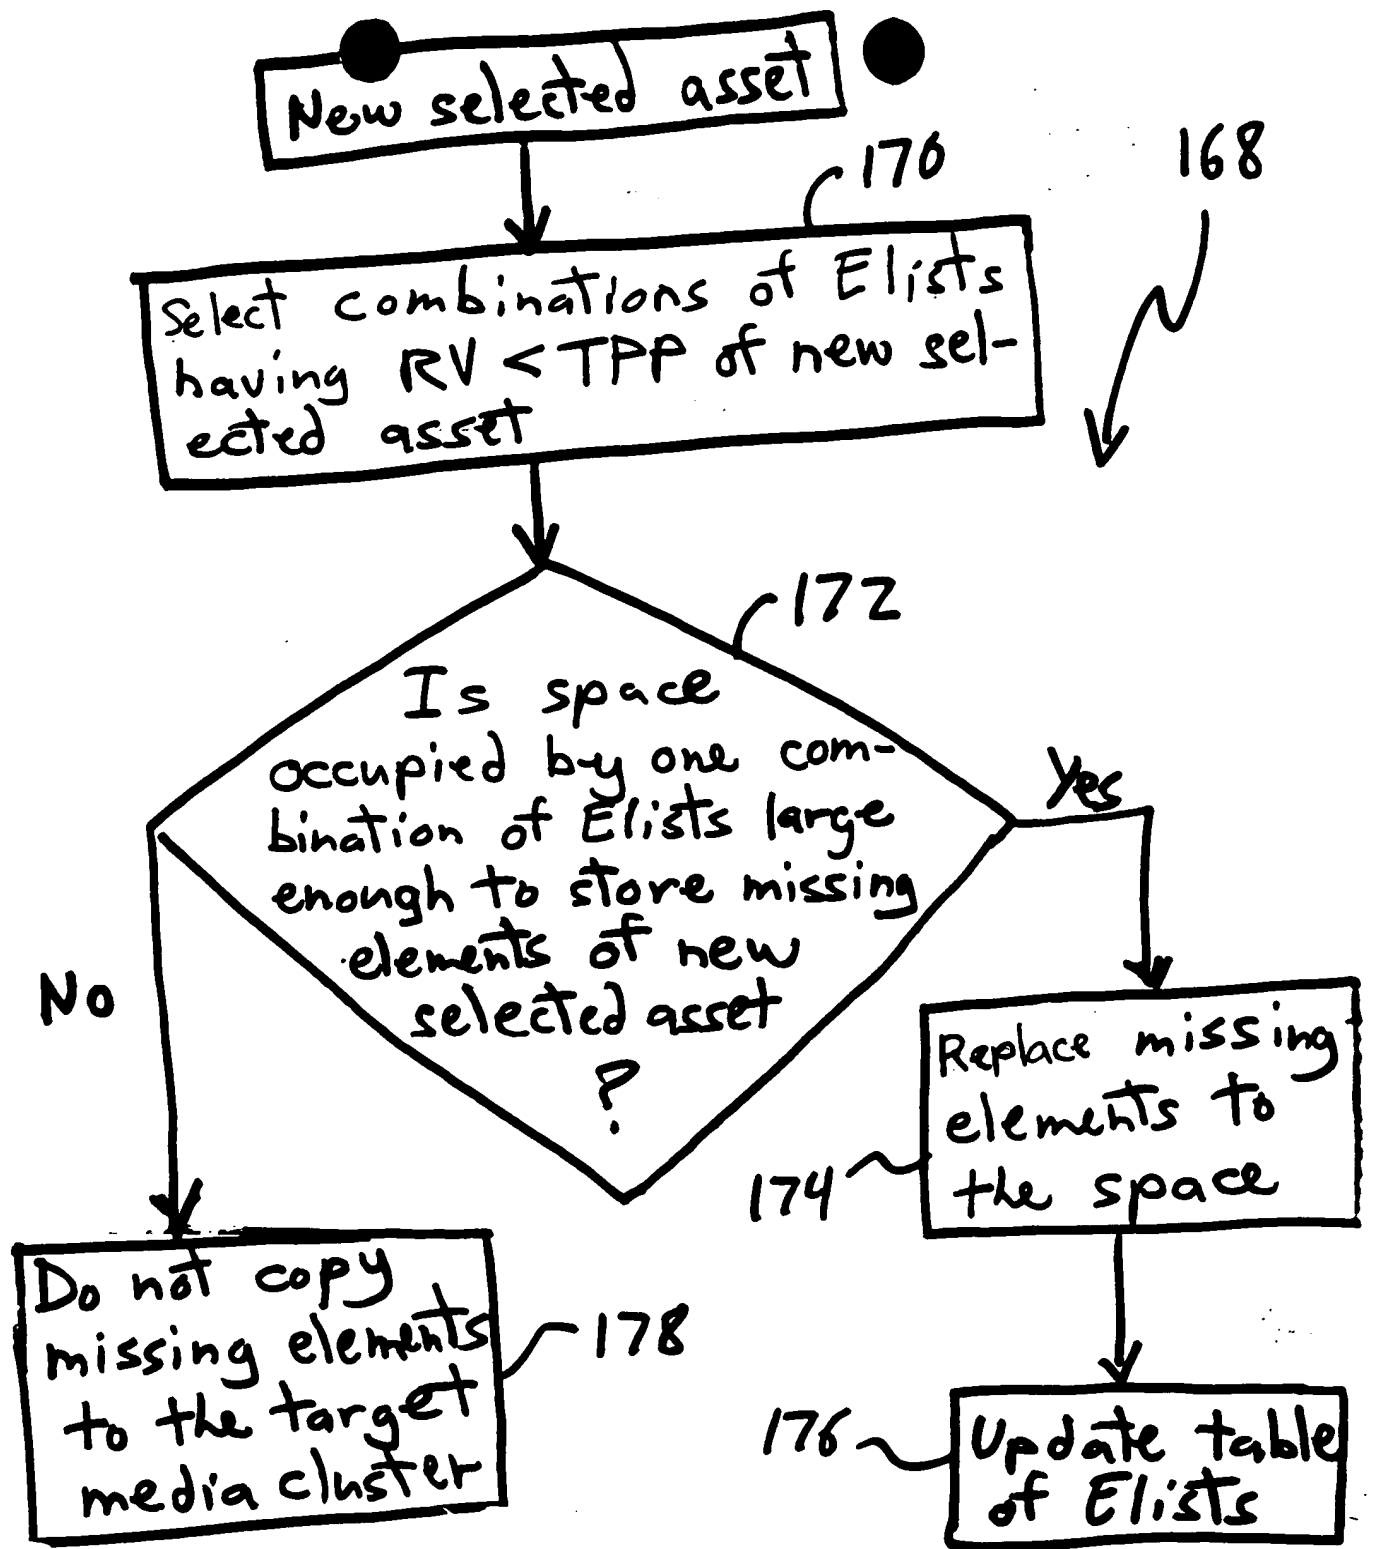 New selected asset
170
168
Select combinations of Elists
having RV < TPP of new sel-
ected asset
172
Is space
occupied by one com-
bination of Elists large
enough to store missing
elements of new
selected asset
?
Yes
No
Replace missing
elements to
the space
174
Do not copy
missing elements
to the target
media cluster
178
176
Update table
of Elists